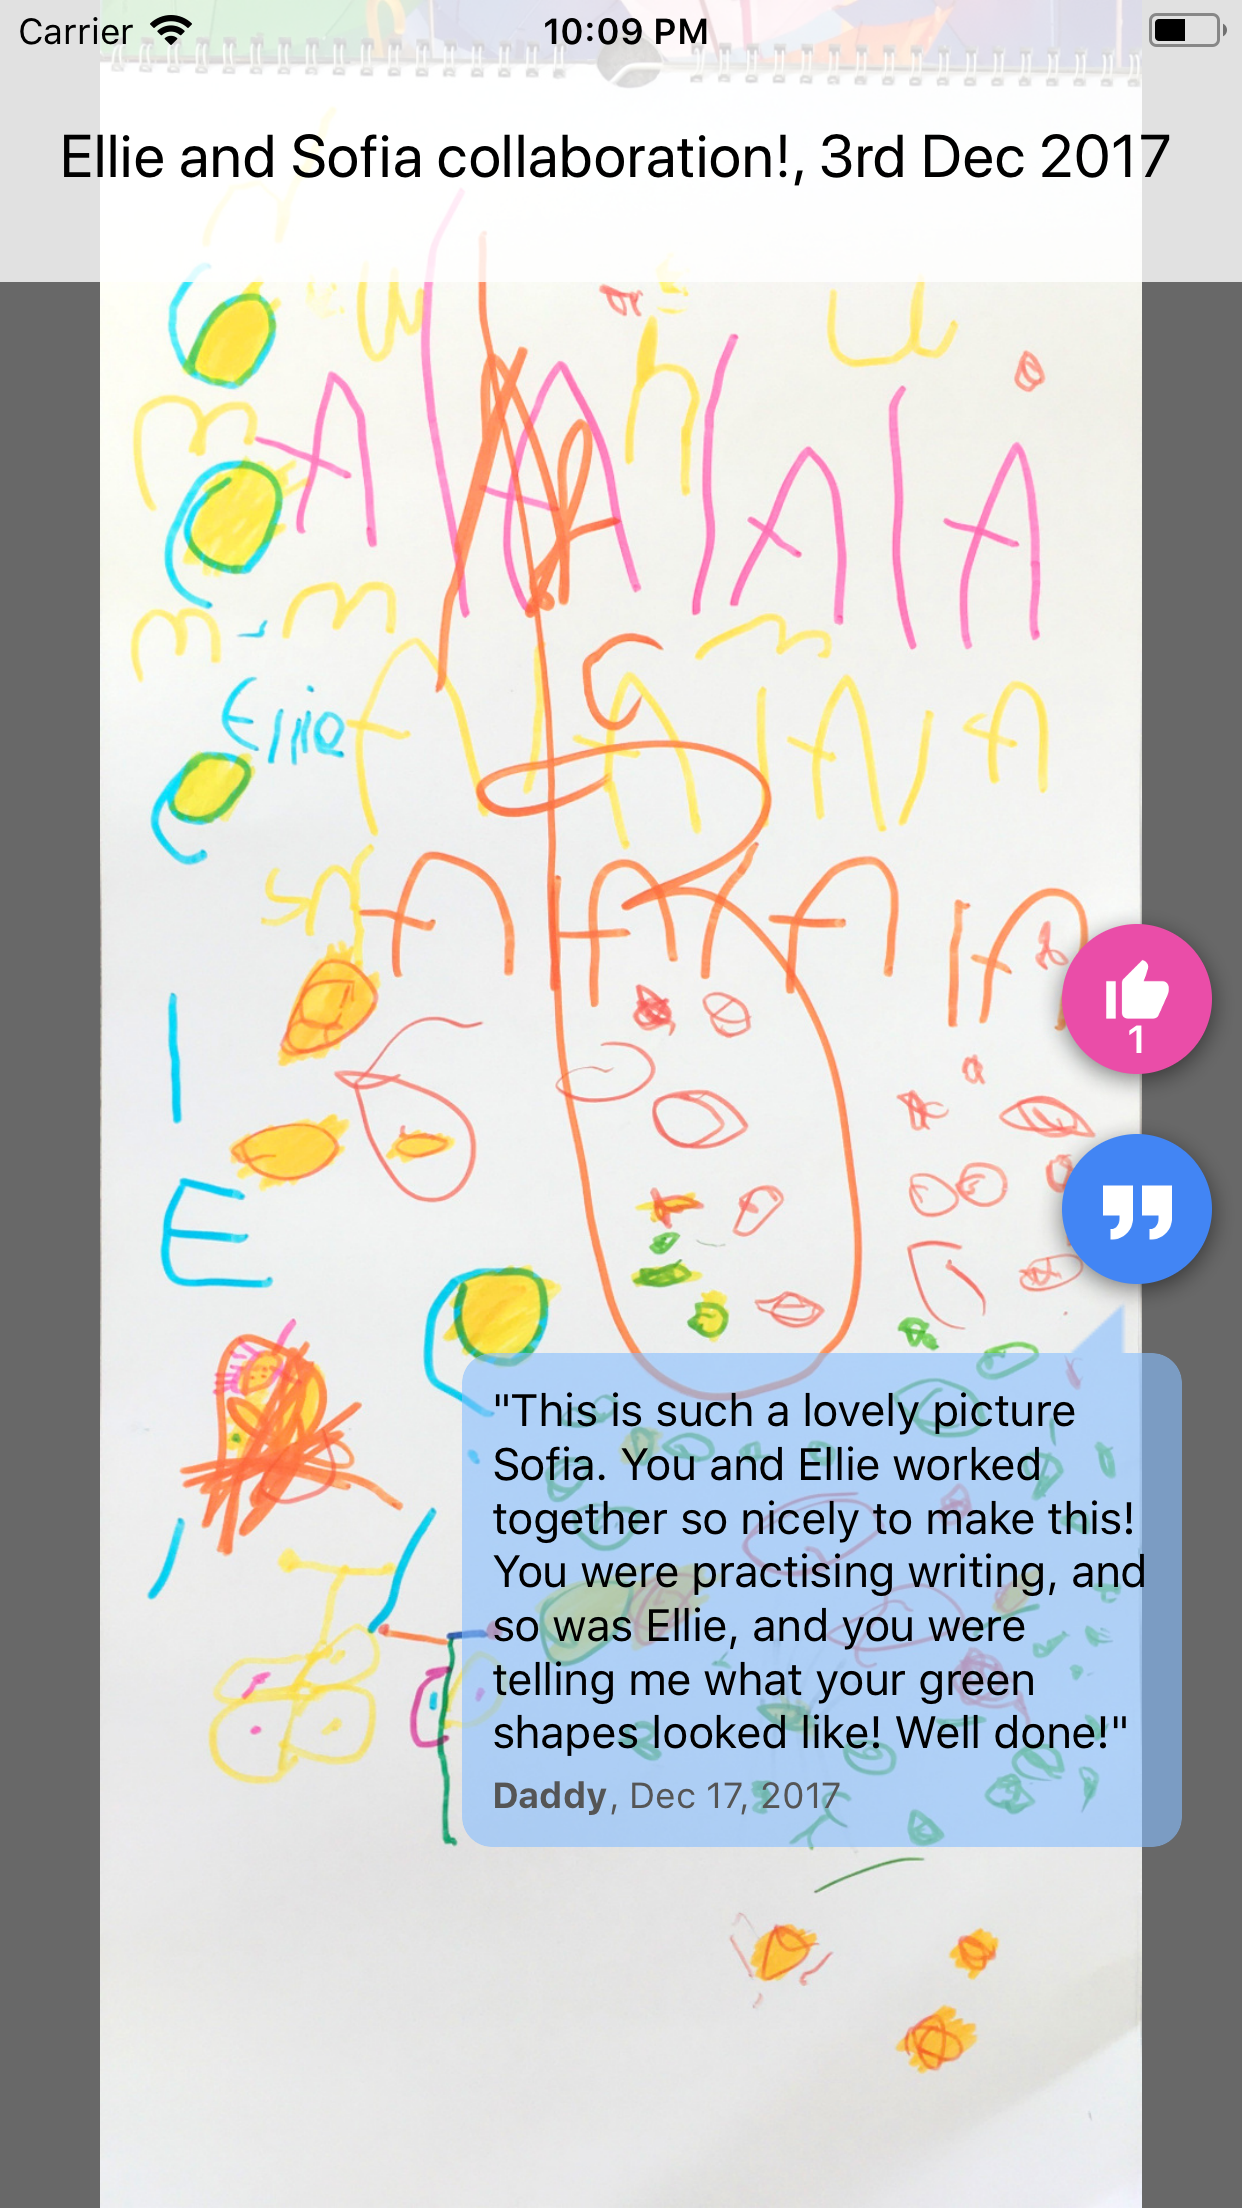 Carrier 10:09 PM
Ellie and Sofia collaboration!, 3rd Dec 2017
u h u
m A l A l A l A
m - m m
C
Ellie A l A l A l A
A l A l A l A
1
I
E
"This is such a lovely picture
Sofia. You and Ellie worked
together so nicely to make this!
You were practising writing, and
so was Ellie, and you were
telling me what your green
shapes looked like! Well done!"
Daddy, Dec 17, 2017